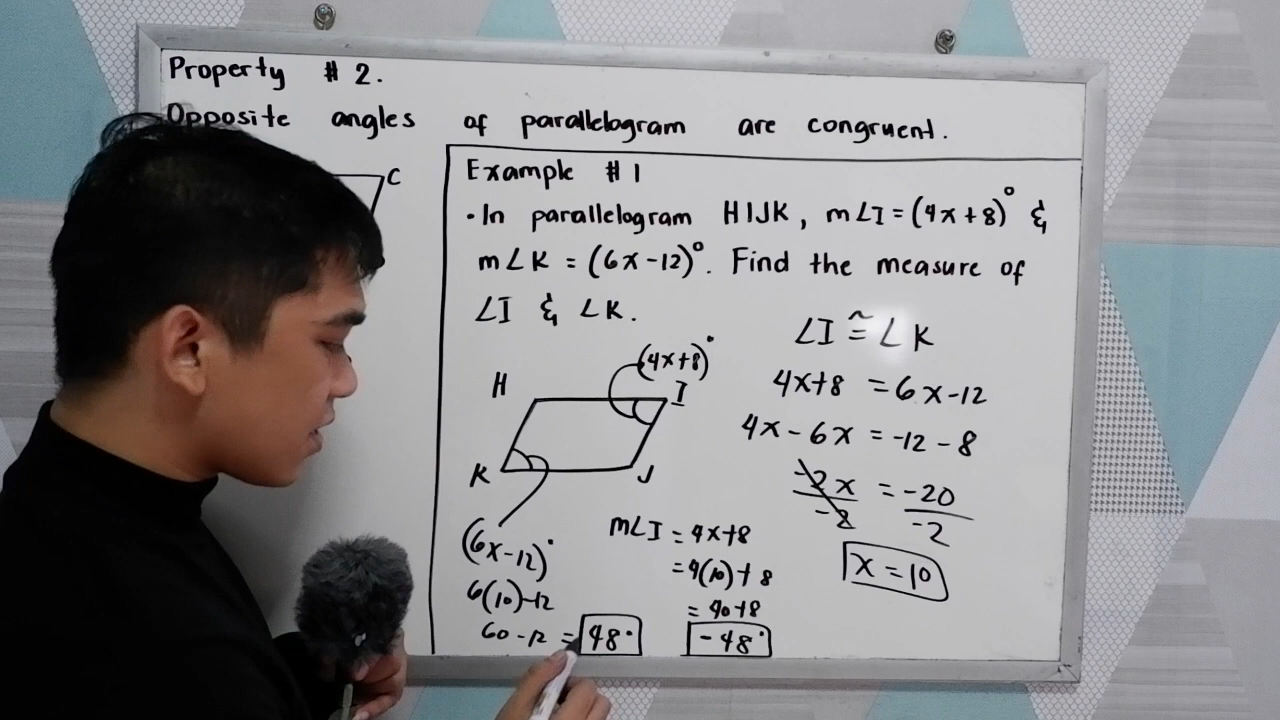 Property # 2.
Opposite angles of parallelogram are congruent.
C
Example # 1
• In parallelogram HIJK, m∠I = (4x+8)° &
m∠K = (6x-12)°. Find the measure of
∠I & ∠K.
∠I ≅ ∠K
(4x+8)°
H
I
4x+8 = 6x-12
4x - 6x = -12 - 8
K
J
-2x = -20
-2 -2
(6x-12)°
m∠I = 4x+8
x = 10
6(10)-12
= 4(10) + 8
= 40+8
60-12 = 48°
- 48°